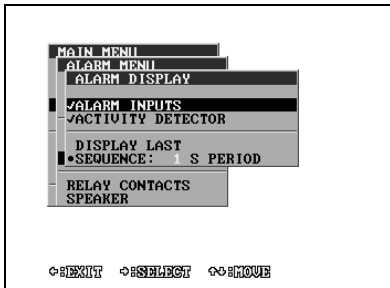 MAIN MENU
ALARM MENU
ALARM DISPLAY
✓ALARM INPUTS
✓ACTIVITY DETECTOR
DISPLAY LAST
•SEQUENCE: 1 S PERIOD
RELAY CONTACTS
SPEAKER
←:EXIT →:SELECT ↑↓:MOVE